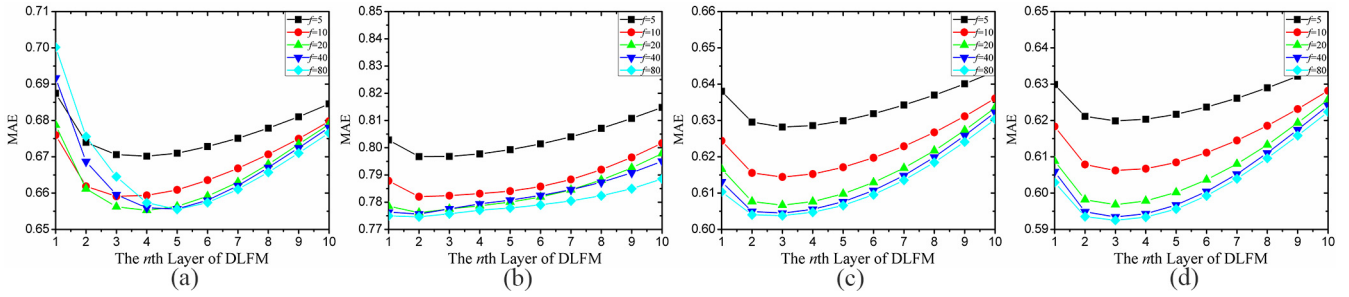 0.71
0.70
0.69
0.68
0.67
0.66
0.65
MAE
1 2 3 4 5 6 7 8 9 10
The nth Layer of DLFM
f=5
f=10
f=20
f=40
f=80
(a)
0.85
0.84
0.83
0.82
0.81
0.80
0.79
0.78
0.77
MAE
1 2 3 4 5 6 7 8 9 10
The nth Layer of DLFM
f=5
f=10
f=20
f=40
f=80
(b)
0.66
0.65
0.64
0.63
0.62
0.61
0.60
MAE
1 2 3 4 5 6 7 8 9 10
The nth Layer of DLFM
f=5
f=10
f=20
f=40
f=80
(c)
0.65
0.64
0.63
0.62
0.61
0.60
0.59
MAE
1 2 3 4 5 6 7 8 9 10
The nth Layer of DLFM
f=5
f=10
f=20
f=40
f=80
(d)